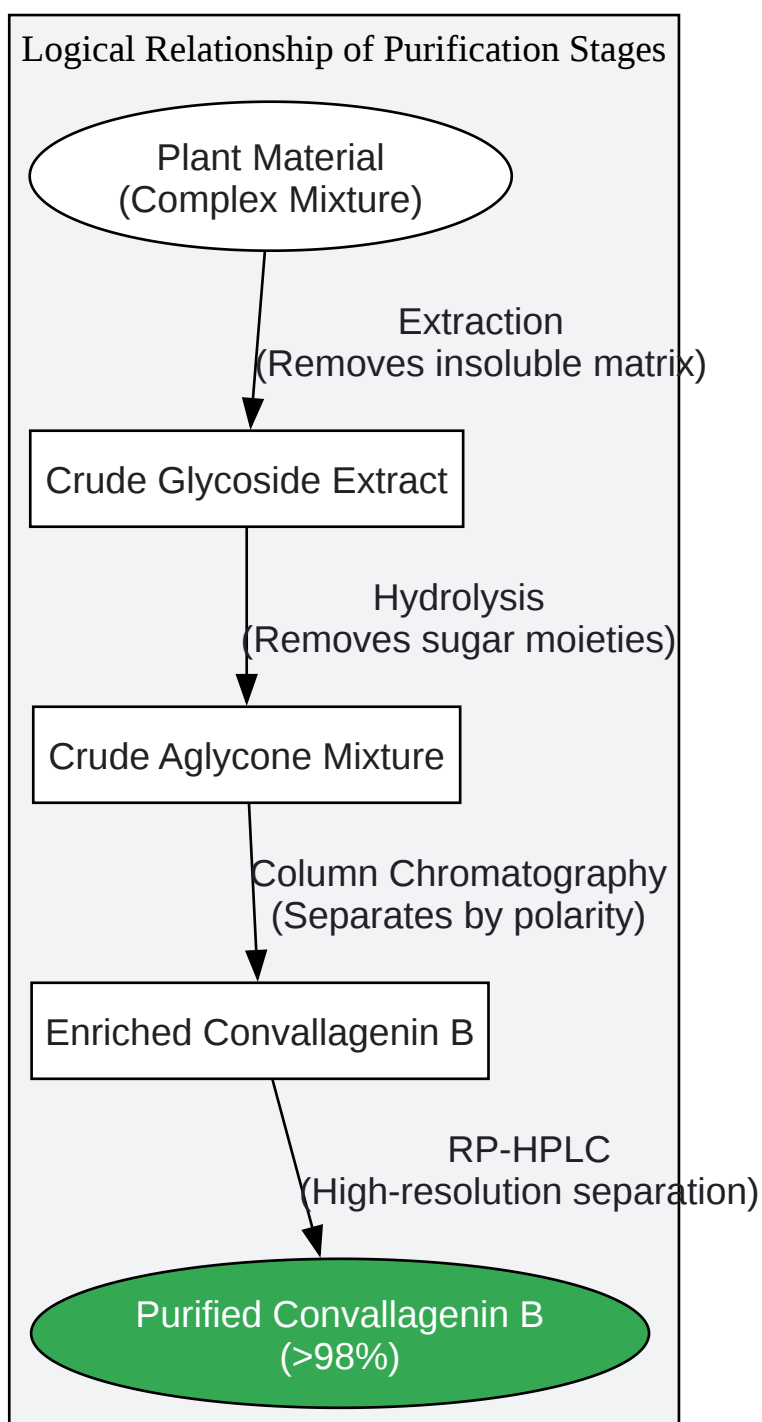 Logical Relationship of Purification Stages
Plant Material
(Complex Mixture)
Extraction
(Removes insoluble matrix)
Crude Glycoside Extract
Hydrolysis
(Removes sugar moieties)
Crude Aglycone Mixture
Column Chromatography
(Separates by polarity)
Enriched Convallagenin B
RP-HPLC
(High-resolution separation)
Purified Convallagenin B
(>98%)